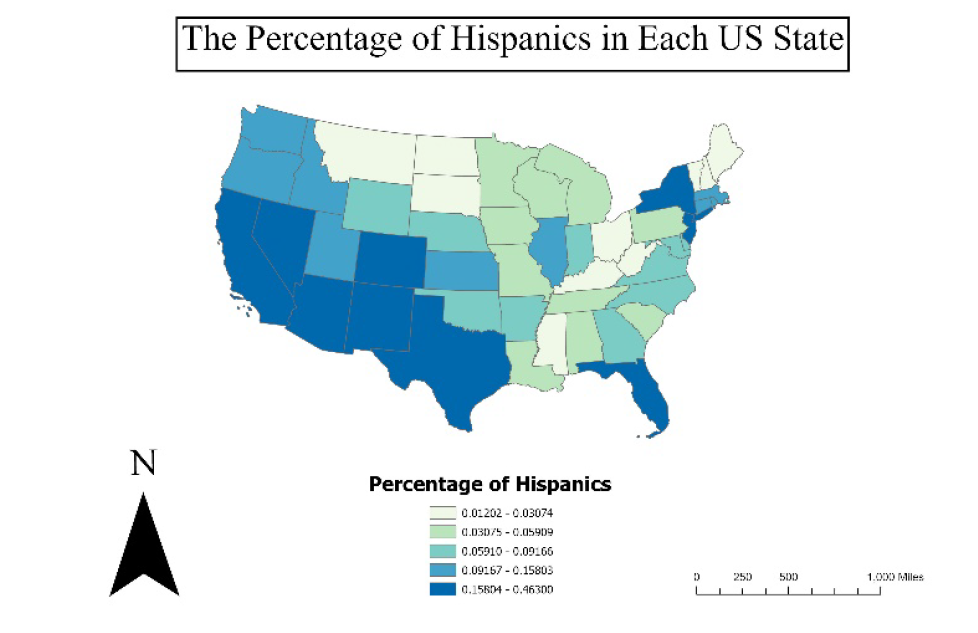 The Percentage of Hispanics in Each US State
N
Percentage of Hispanics
0.01202 - 0.03074
0.03075 - 0.05909
0.05910 - 0.09166
0.09167 - 0.15803
0.15804 - 0.46300
0 250 500 1,000 Miles